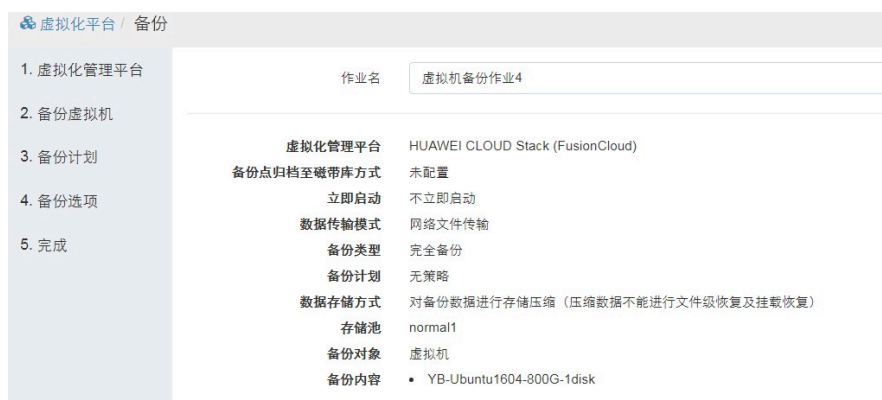 虚拟化平台 / 备份
1. 虚拟化管理平台
2. 备份虚拟机
3. 备份计划
4. 备份选项
5. 完成
作业名 虚拟机备份作业4
虚拟化管理平台 HUAWEI CLOUD Stack (FusionCloud)
备份点归档至磁带库方式 未配置
立即启动 不立即启动
数据传输模式 网络文件传输
备份类型 完全备份
备份计划 无策略
数据存储方式 对备份数据进行存储压缩（压缩数据不能进行文件级恢复及挂载恢复）
存储池 normal1
备份对象 虚拟机
备份内容 • YB-Ubuntu1604-800G-1disk